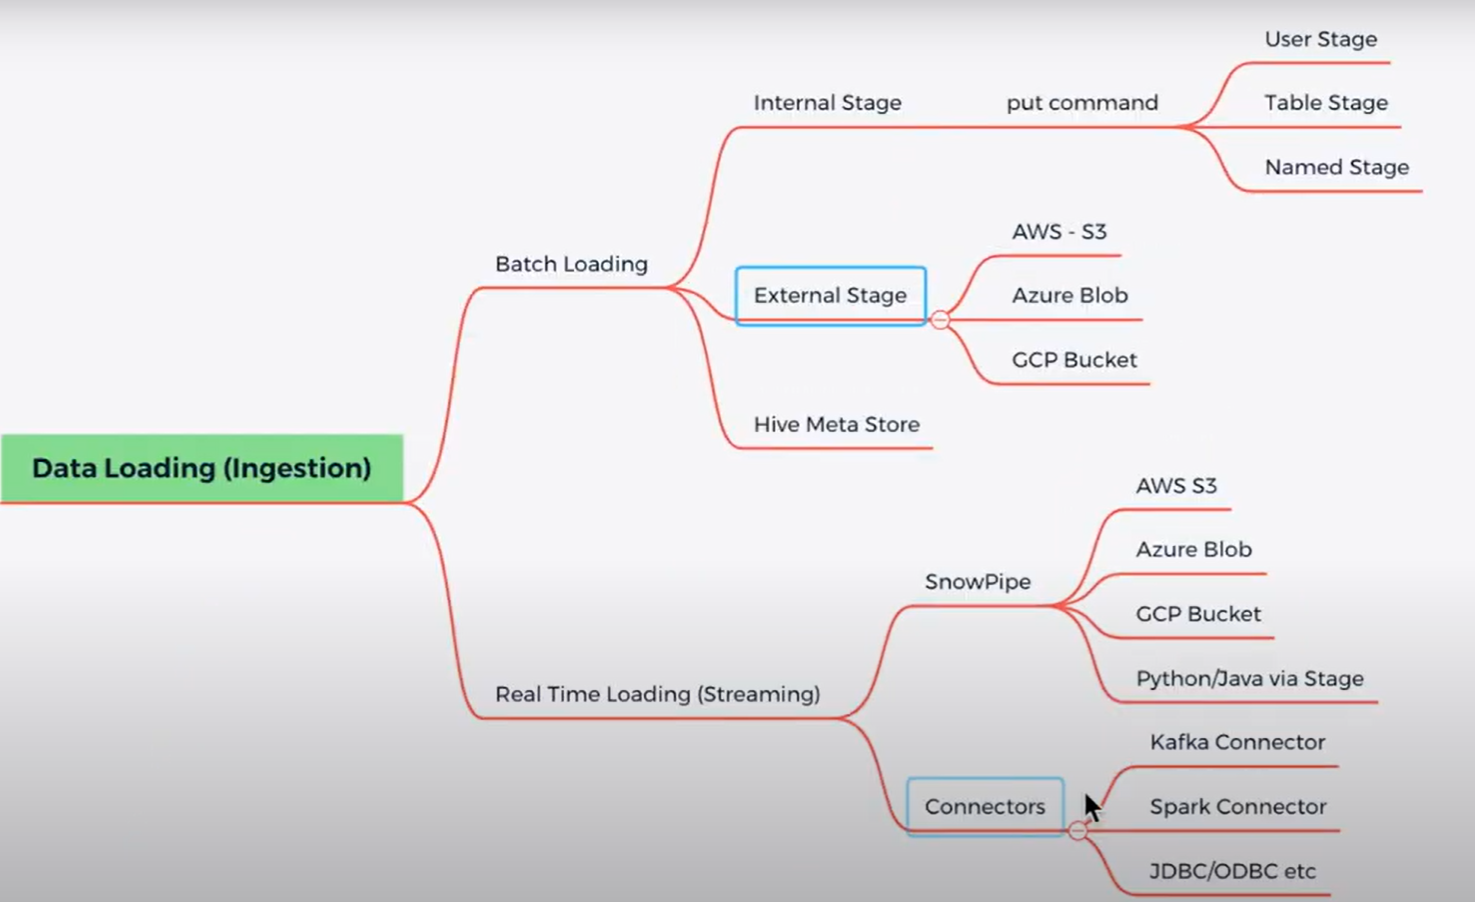 Data Loading (Ingestion)
Batch Loading
Internal Stage
put command
User Stage
Table Stage
Named Stage
External Stage
AWS - S3
Azure Blob
GCP Bucket
Hive Meta Store
Real Time Loading (Streaming)
SnowPipe
AWS S3
Azure Blob
GCP Bucket
Python/Java via Stage
Connectors
Kafka Connector
Spark Connector
JDBC/ODBC etc